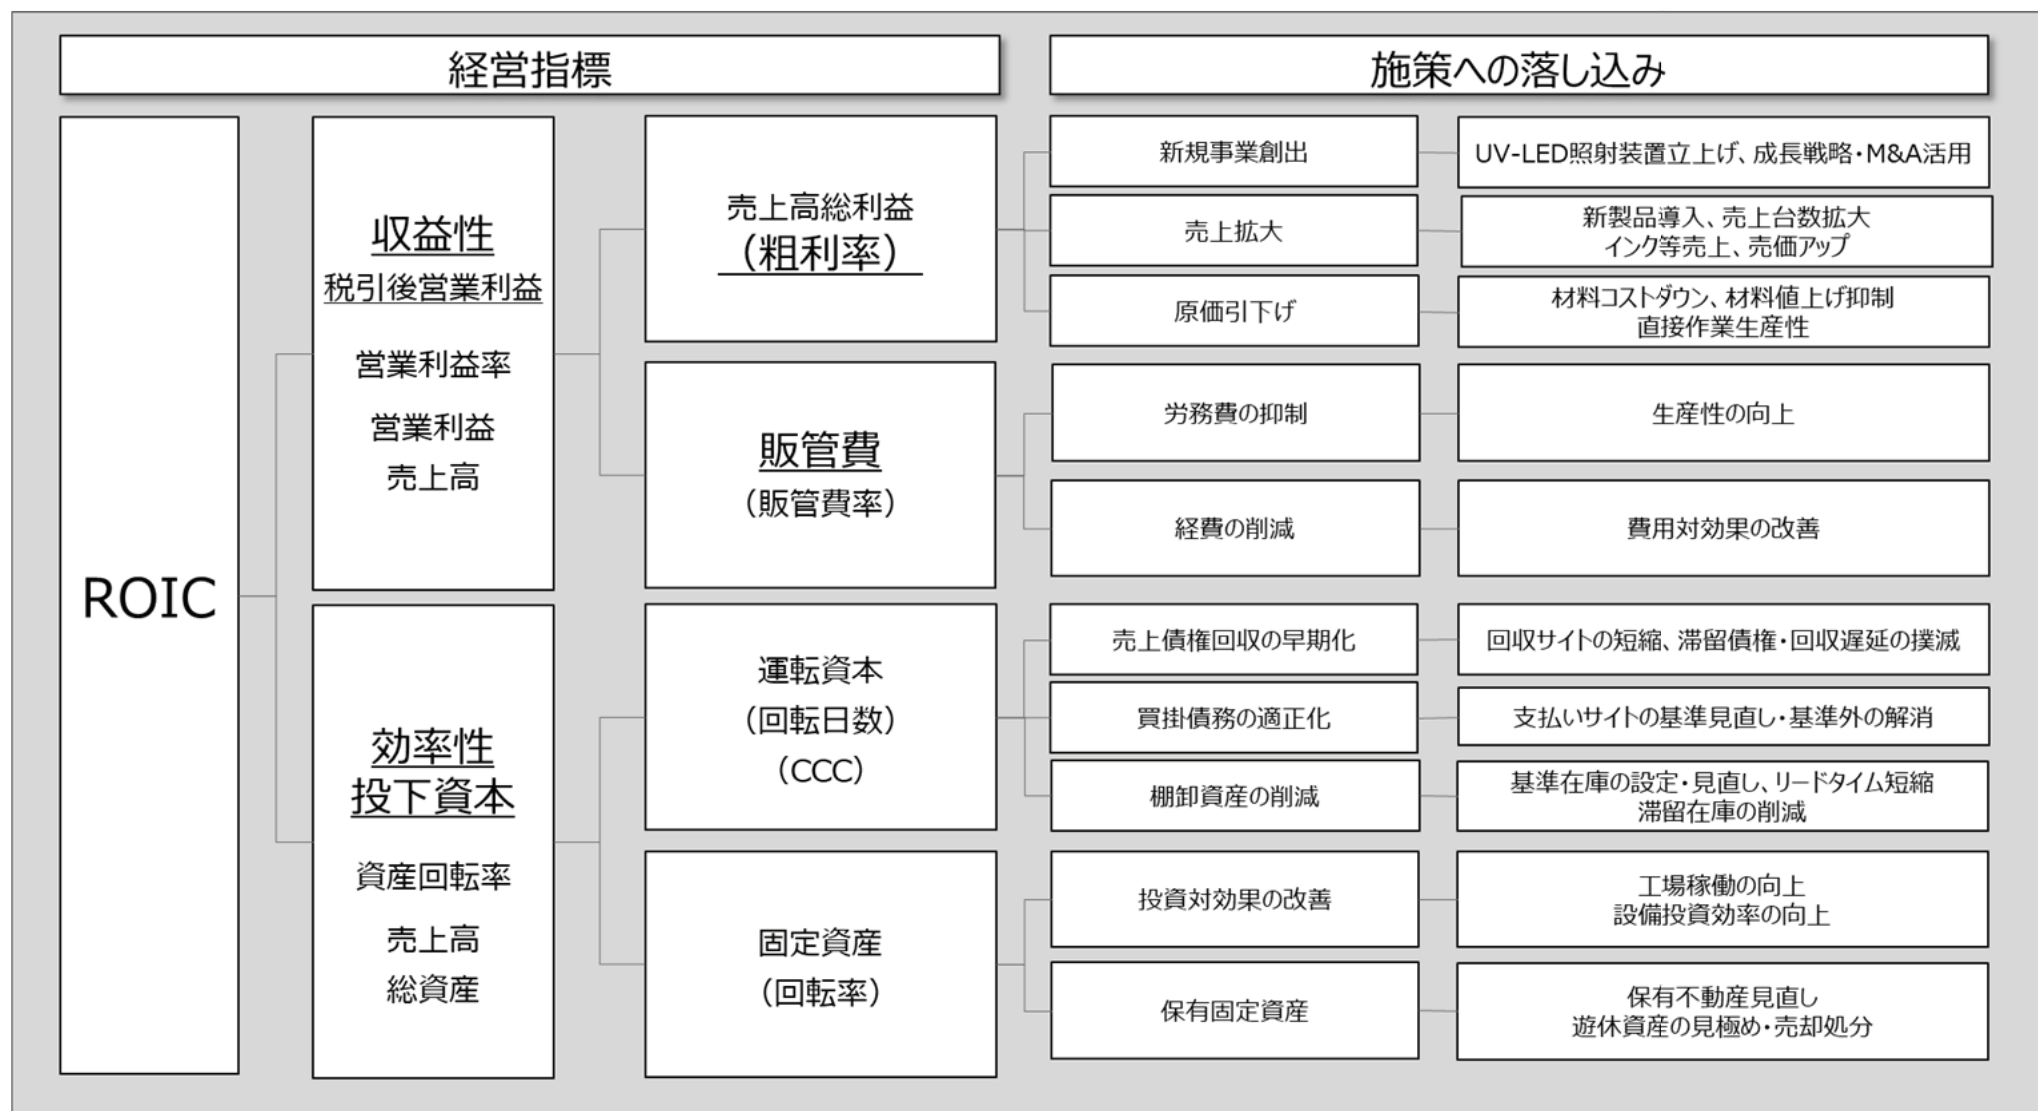 経営指標
施策への落し込み
ROIC
収益性
税引後営業利益
営業利益率
営業利益
売上高
売上高総利益
（粗利率）
新規事業創出
UV-LED照射装置立上げ、成長戦略・M&A活用
売上拡大
新製品導入、売上台数拡大
インク等売上、売価アップ
原価引下げ
材料コストダウン、材料値上げ抑制
直接作業生産性
販管費
（販管費率）
労務費の抑制
生産性の向上
経費の削減
費用対効果の改善
効率性
投下資本
資産回転率
売上高
総資産
運転資本
（回転日数）
（CCC）
売上債権回収の早期化
回収サイトの短縮、滞留債権・回収遅延の撲滅
買掛債務の適正化
支払いサイトの基準見直し・基準外の解消
棚卸資産の削減
基準在庫の設定・見直し、リードタイム短縮
滞留在庫の削減
固定資産
（回転率）
投資対効果の改善
工場稼働の向上
設備投資効率の向上
保有固定資産
保有不動産見直し
遊休資産の見極め・売却処分